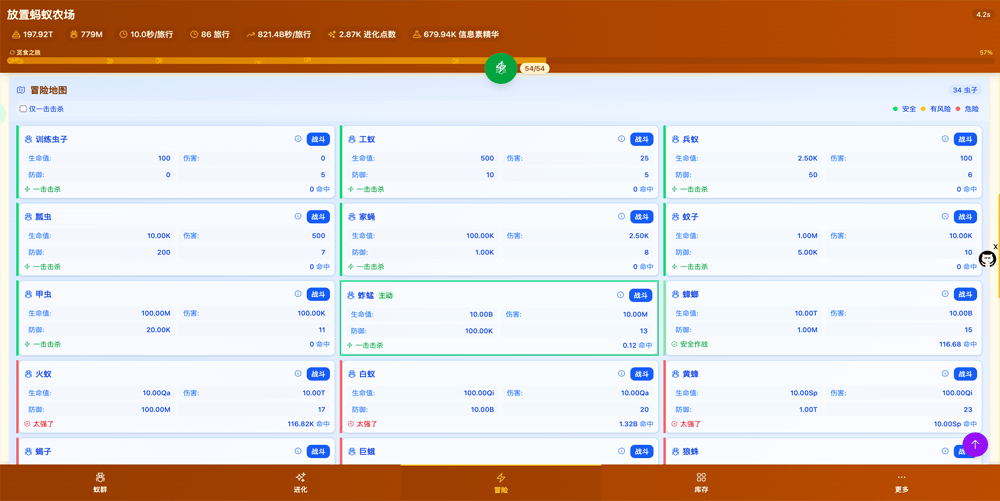 放置蚂蚁农场
4.2s
197.92T 779M 10.0秒/旅行 86 旅行 821.4B秒/旅行 2.87K 进化点数 679.94K 信息素精华
觅食之旅 57%
54/54
冒险地图 34 虫子
仅一击击杀 安全 有风险 危险
训练虫子 战斗
生命值: 100 伤害: 0
防御: 0 5
一击击杀 0 命中
工蚁 战斗
生命值: 500 伤害: 25
防御: 10 5
一击击杀 0 命中
兵蚁 战斗
生命值: 2.50K 伤害: 100
防御: 50 6
一击击杀 0 命中
瓢虫 战斗
生命值: 10.00K 伤害: 500
防御: 200 7
一击击杀 0 命中
家蝇 战斗
生命值: 100.00K 伤害: 2.50K
防御: 1.00K 8
一击击杀 0 命中
蚊子 战斗
生命值: 1.00M 伤害: 10.00K
防御: 5.00K 10
一击击杀 0 命中
甲虫 战斗
生命值: 100.00M 伤害: 100.00K
防御: 20.00K 11
一击击杀 0 命中
蚱蜢 主动 战斗
生命值: 10.00B 伤害: 10.00M
防御: 100.00K 13
一击击杀 0.12 命中
蟑螂 战斗
生命值: 10.00T 伤害: 10.00B
防御: 1.00M 15
安全作战 116.68 命中
火蚁 战斗
生命值: 10.00Qa 伤害: 10.00T
防御: 100.00M 17
太强了 116.82K 命中
白蚁 战斗
生命值: 100.00Qi 伤害: 10.00Qa
防御: 10.00B 20
太强了 1.32B 命中
黄蜂 战斗
生命值: 10.00Sp 伤害: 100.00Qi
防御: 1.00T 23
太强了 10.00Sp 命中
蝎子 战斗
巨蛾 战斗
狼蛛 战斗
X
蚁群 进化 冒险 库存 更多